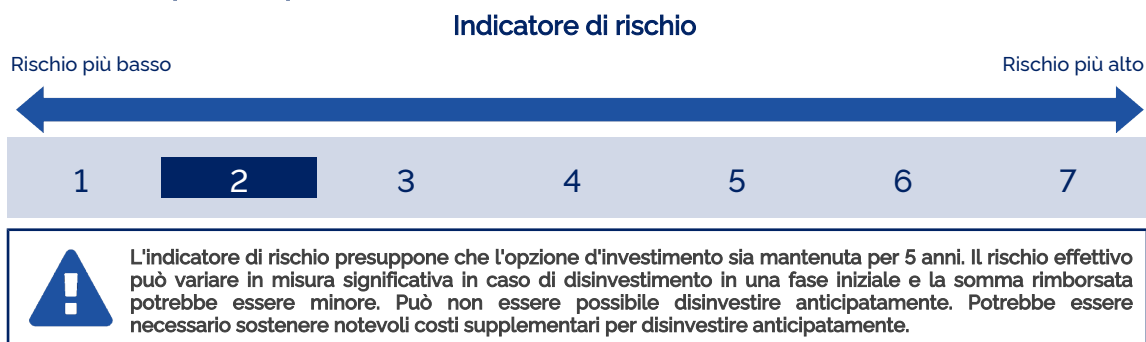 Indicatore di rischio
Rischio più basso Rischio più alto
1 2 3 4 5 6 7
L'indicatore di rischio presuppone che l'opzione d'investimento sia mantenuta per 5 anni. Il rischio effettivo
può variare in misura significativa in caso di disinvestimento in una fase iniziale e la somma rimborsata
potrebbe essere minore. Può non essere possibile disinvestire anticipatamente. Potrebbe essere
necessario sostenere notevoli costi supplementari per disinvestire anticipatamente.